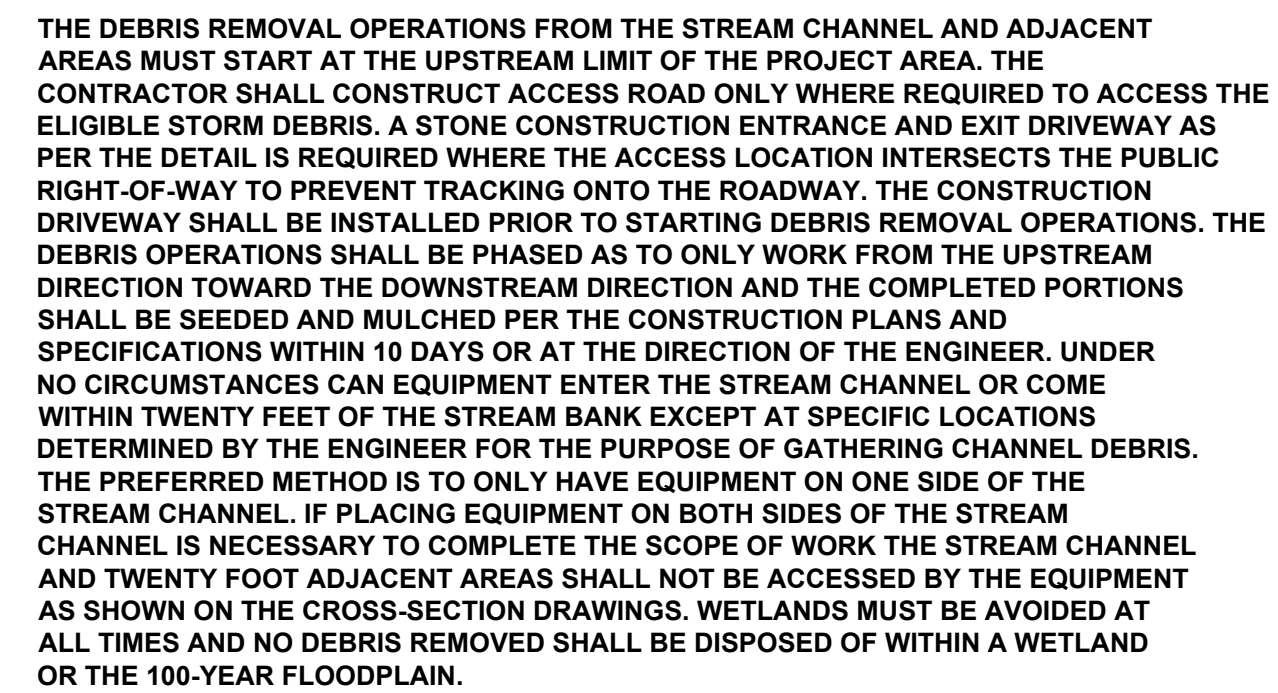 THE DEBRIS REMOVAL OPERATIONS FROM THE STREAM CHANNEL AND ADJACENT
AREAS MUST START AT THE UPSTREAM LIMIT OF THE PROJECT AREA. THE
CONTRACTOR SHALL CONSTRUCT ACCESS ROAD ONLY WHERE REQUIRED TO ACCESS THE
ELIGIBLE STORM DEBRIS. A STONE CONSTRUCTION ENTRANCE AND EXIT DRIVEWAY AS
PER THE DETAIL IS REQUIRED WHERE THE ACCESS LOCATION INTERSECTS THE PUBLIC
RIGHT-OF-WAY TO PREVENT TRACKING ONTO THE ROADWAY. THE CONSTRUCTION
DRIVEWAY SHALL BE INSTALLED PRIOR TO STARTING DEBRIS REMOVAL OPERATIONS. THE
DEBRIS OPERATIONS SHALL BE PHASED AS TO ONLY WORK FROM THE UPSTREAM
DIRECTION TOWARD THE DOWNSTREAM DIRECTION AND THE COMPLETED PORTIONS
SHALL BE SEEDED AND MULCHED PER THE CONSTRUCTION PLANS AND
SPECIFICATIONS WITHIN 10 DAYS OR AT THE DIRECTION OF THE ENGINEER. UNDER
NO CIRCUMSTANCES CAN EQUIPMENT ENTER THE STREAM CHANNEL OR COME
WITHIN TWENTY FEET OF THE STREAM BANK EXCEPT AT SPECIFIC LOCATIONS
DETERMINED BY THE ENGINEER FOR THE PURPOSE OF GATHERING CHANNEL DEBRIS.
THE PREFERRED METHOD IS TO ONLY HAVE EQUIPMENT ON ONE SIDE OF THE
STREAM CHANNEL. IF PLACING EQUIPMENT ON BOTH SIDES OF THE STREAM
CHANNEL IS NECESSARY TO COMPLETE THE SCOPE OF WORK THE STREAM CHANNEL
AND TWENTY FOOT ADJACENT AREAS SHALL NOT BE ACCESSED BY THE EQUIPMENT
AS SHOWN ON THE CROSS-SECTION DRAWINGS. WETLANDS MUST BE AVOIDED AT
ALL TIMES AND NO DEBRIS REMOVED SHALL BE DISPOSED OF WITHIN A WETLAND
OR THE 100-YEAR FLOODPLAIN.